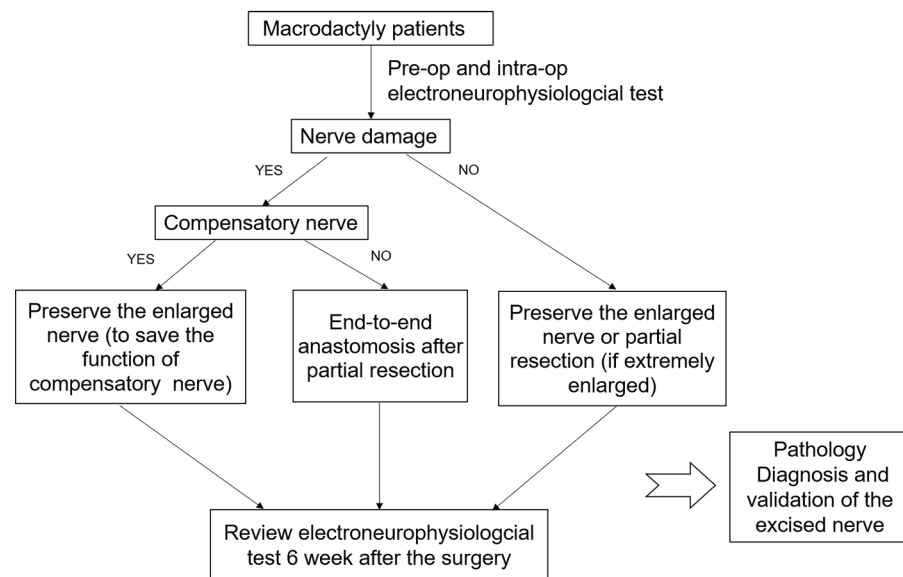 Macrodactyly patients
Pre-op and intra-op
electroneurophysiologcial test
Nerve damage
YES
NO
Compensatory nerve
YES
NO
Preserve the enlarged
nerve (to save the
function of
compensatory nerve)
End-to-end
anastomosis after
partial resection
Preserve the enlarged
nerve or partial
resection (if extremely
enlarged)
Pathology
Diagnosis and
validation of the
excised nerve
Review electroneurophysiologcial
test 6 week after the surgery